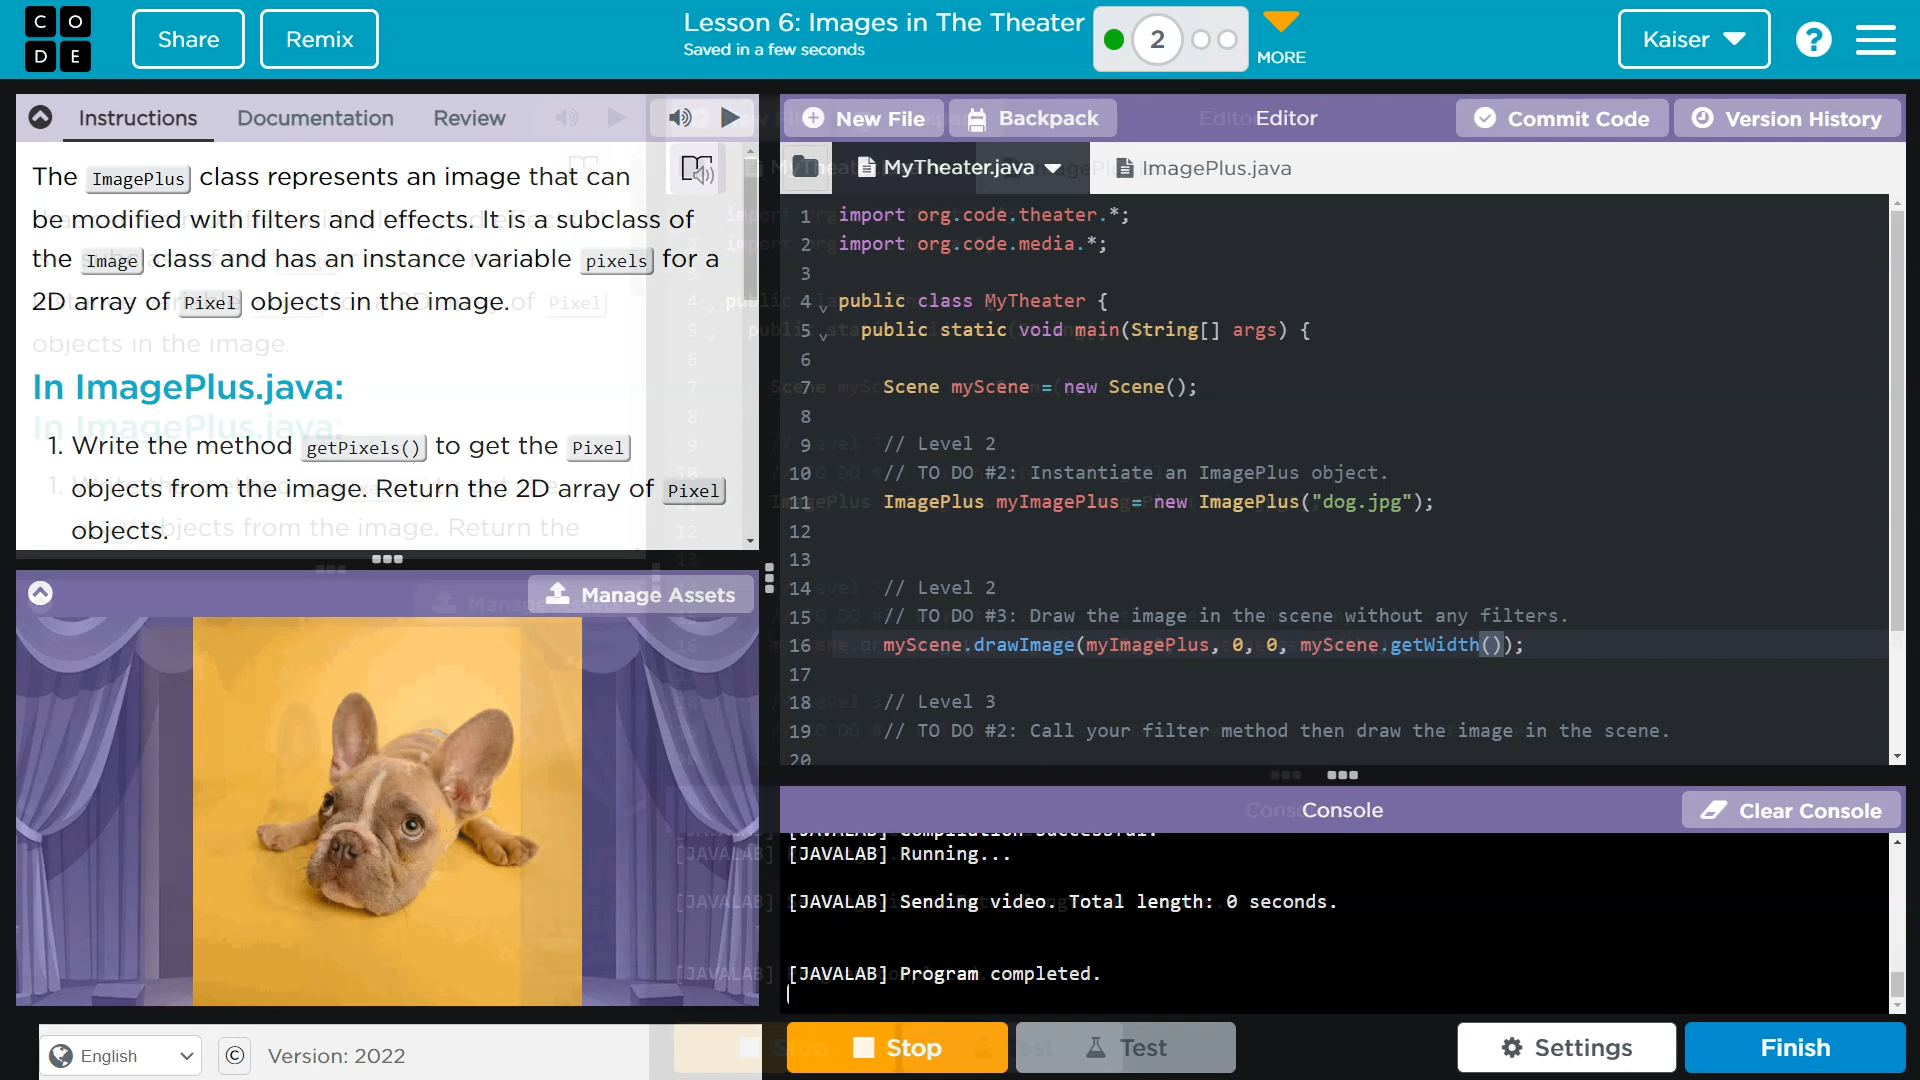 CODE
Share
Remix
Lesson 6: Images in The Theater
Saved in a few seconds
2
MORE
Kaiser
?
Instructions
Documentation
Review
The ImagePlus class represents an image that can
be modified with filters and effects. It is a subclass of
the Image class and has an instance variable pixels for a
2D array of Pixel objects in the image.
In ImagePlus.java:
1. Write the method getPixels() to get the Pixel
objects from the image. Return the 2D array of Pixel
objects.
Manage Assets
New File
Backpack
Editor
Commit Code
Version History
MyTheater.java
ImagePlus.java
1 import org.code.theater.*;
2 import org.code.media.*;
3
4 public class MyTheater {
5 public static void main(String[] args) {
6
7 Scene myScene = new Scene();
8
9 // Level 2
10 // TO DO #2: Instantiate an ImagePlus object.
11 ImagePlus myImagePlus = new ImagePlus("dog.jpg");
12
13
14 // Level 2
15 // TO DO #3: Draw the image in the scene without any filters.
16 myScene.drawImage(myImagePlus, 0, 0, myScene.getWidth());
17
18 // Level 3
19 // TO DO #2: Call your filter method then draw the image in the scene.
20
Console
Clear Console
[JAVALAB] Compilation successful.
[JAVALAB] Running...
[JAVALAB] Sending video. Total length: 0 seconds.
[JAVALAB] Program completed.
English
©
Version: 2022
Stop
Test
Settings
Finish